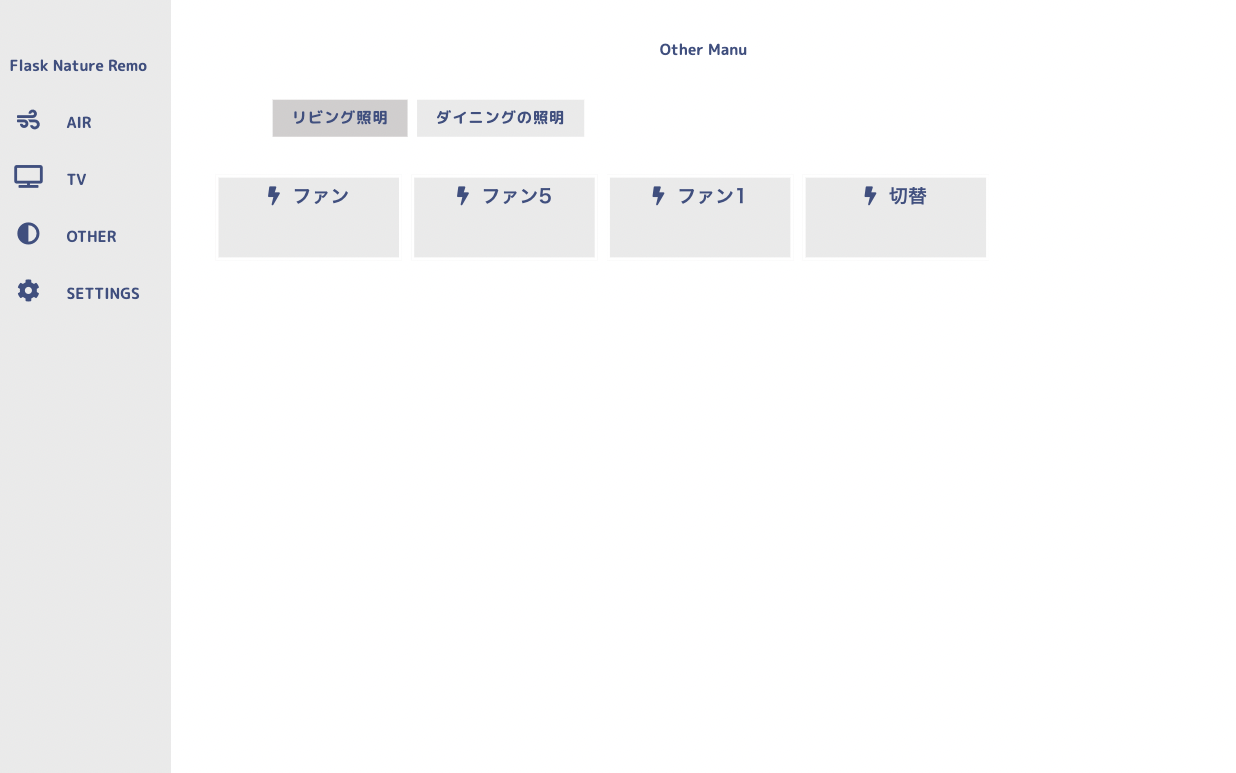 Flask Nature Remo
AIR
TV
OTHER
SETTINGS
Other Manu
リビング照明
ダイニングの照明
ファン
ファン5
ファン1
切替